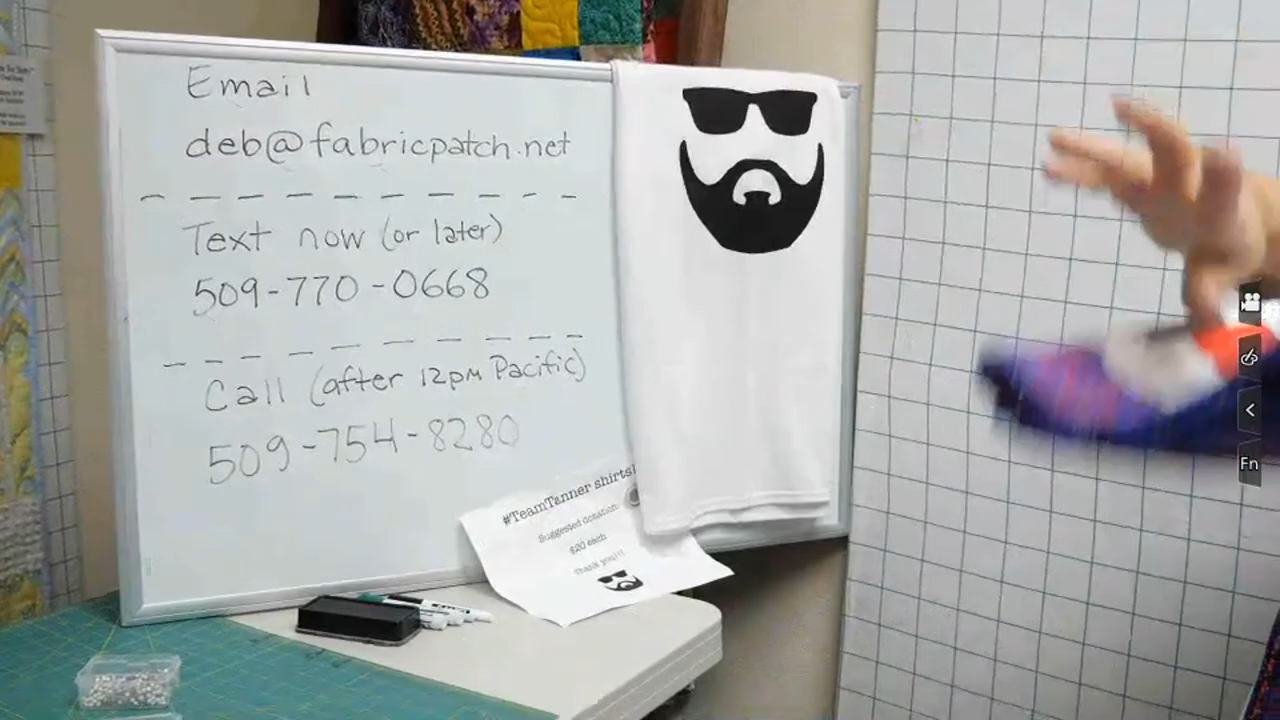 Email
deb@fabricpatch.net
Text now (or later)
509-770-0668
Call (after 12pm Pacific)
509-754-8280
#TeamTanner shirts!
Suggested donation:
$20 each
Thank you!!!
Fn